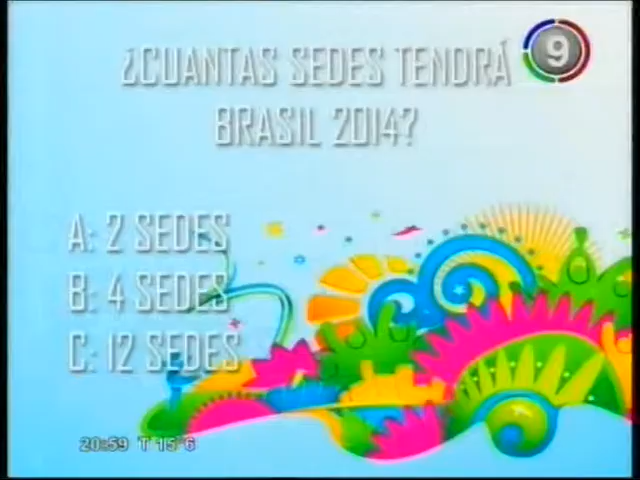 ¿CUANTAS SEDES TENDRÁ
BRASIL 2014?
9
A: 2 SEDES
B: 4 SEDES
C: 12 SEDES
20:59 T 15°6